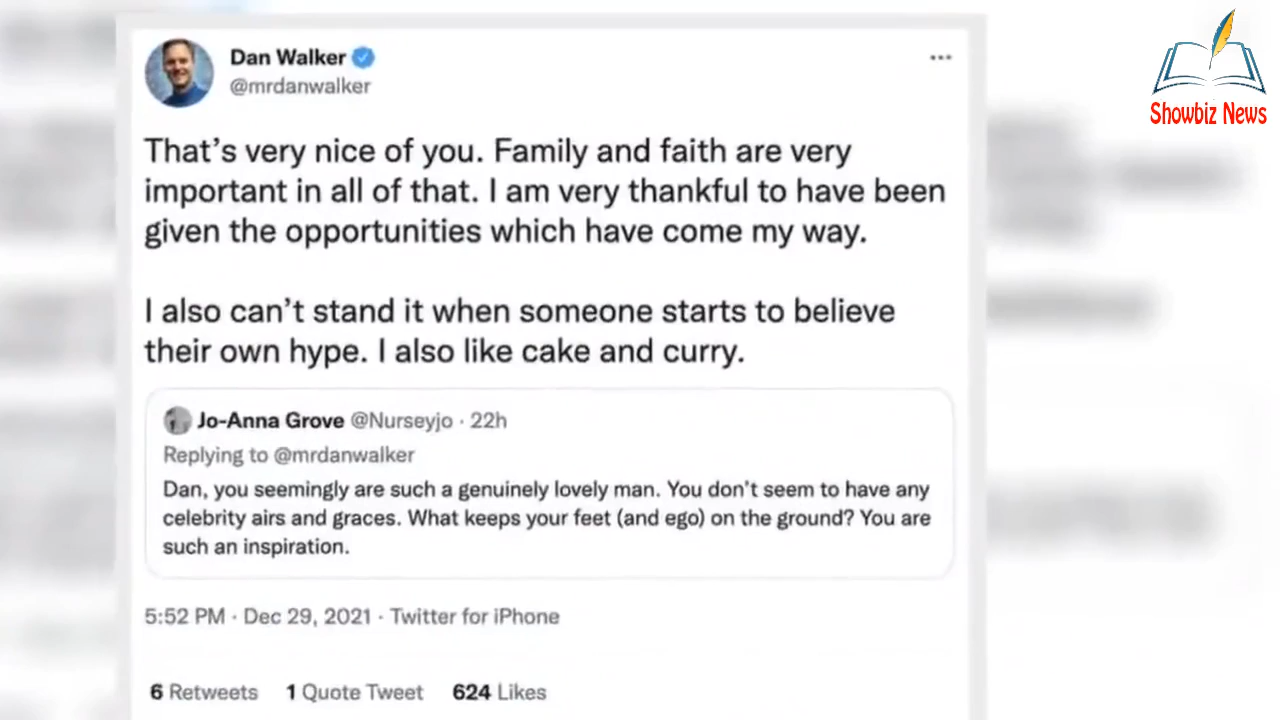 Dan Walker
@mrdanwalker
Showbiz News
That's very nice of you. Family and faith are very
important in all of that. I am very thankful to have been
given the opportunities which have come my way.
I also can't stand it when someone starts to believe
their own hype. I also like cake and curry.
Jo-Anna Grove @Nurseyjo · 22h
Replying to @mrdanwalker
Dan, you seemingly are such a genuinely lovely man. You don't seem to have any
celebrity airs and graces. What keeps your feet (and ego) on the ground? You are
such an inspiration.
5:52 PM · Dec 29, 2021 · Twitter for iPhone
6 Retweets 1 Quote Tweet 624 Likes